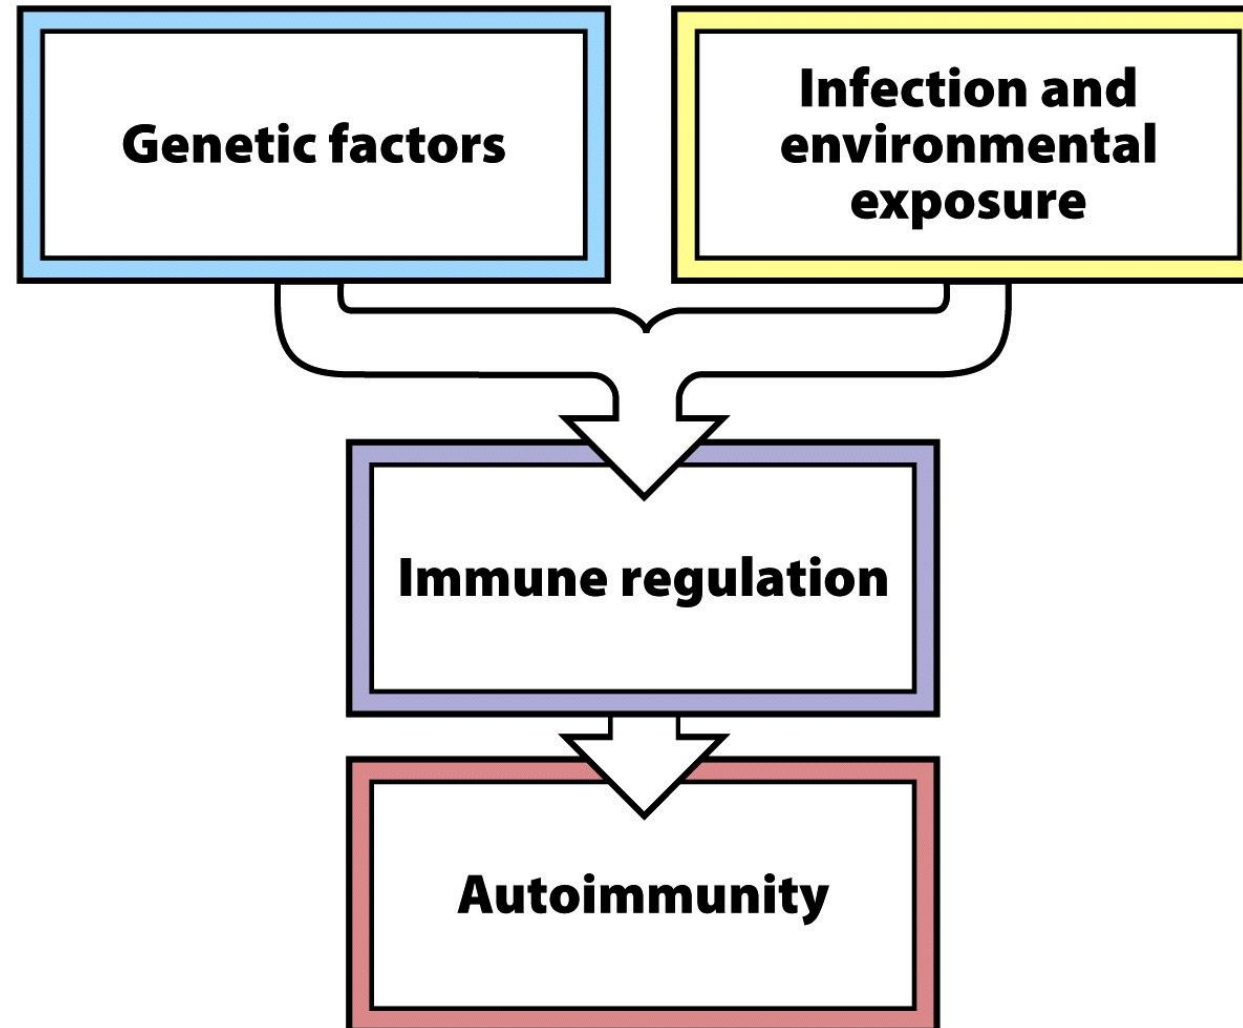 Genetic factors
Infection and
environmental
exposure
Immune regulation
Autoimmunity